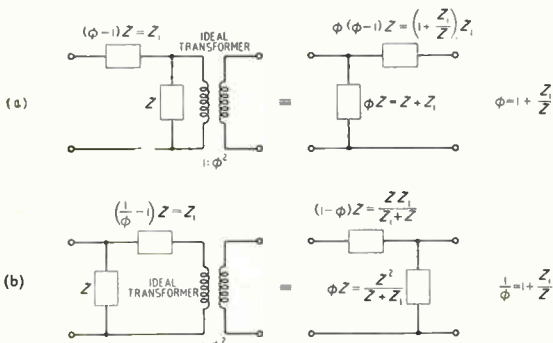 (φ-1) Z = Z₁
IDEAL TRANSFORMER
φ (φ-1) Z = (1 + Z₁/Z) Z₁
(a)
Z
1:φ²
=
φZ = Z + Z₁
φ = 1 + Z₁/Z
(1/φ - 1) Z = Z₁
(1-φ) Z = Z Z₁/(Z₁ + Z)
(b)
Z
IDEAL TRANSFORMER
=
φZ = Z²/(Z + Z₁)
1/φ = 1 + Z₁/Z